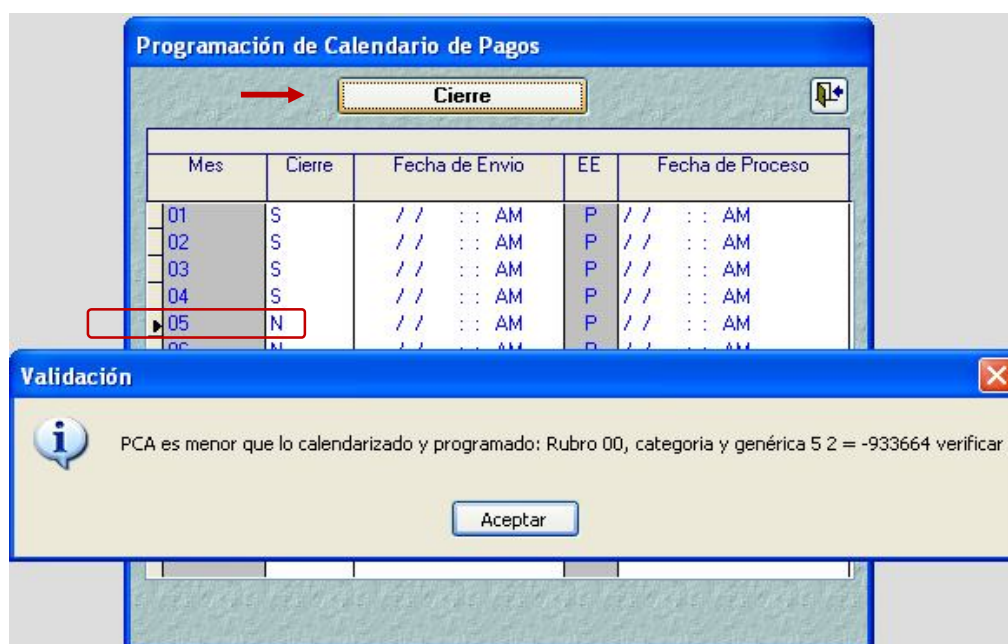 Programación de Calendario de Pagos
Cierre
Mes Cierre Fecha de Envio EE Fecha de Proceso
01 S / / : : AM P / / : : AM
02 S / / : : AM P / / : : AM
03 S / / : : AM P / / : : AM
04 S / / : : AM P / / : : AM
05 N / / : : AM P / / : : AM
Validación
PCA es menor que lo calendarizado y programado: Rubro 00, categoria y genérica 5 2 = -933664 verificar
Aceptar